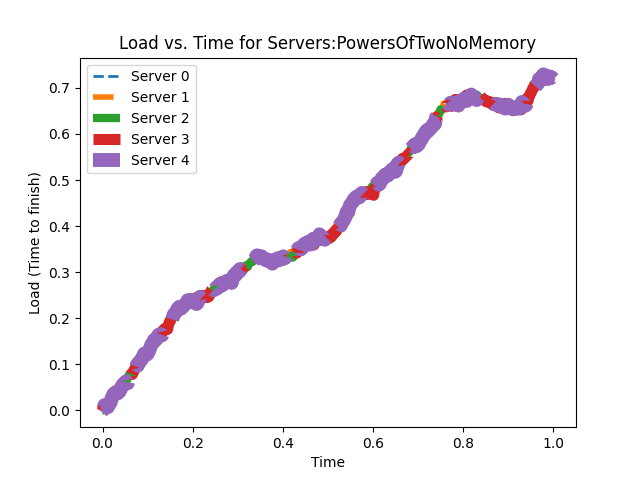 Load vs. Time for Servers:PowersOfTwoNoMemory
Server 0
Server 1
Server 2
Server 3
Server 4
0.7
0.6
0.5
0.4
0.3
0.2
0.1
0.0
Load (Time to finish)
0.0 0.2 0.4 0.6 0.8 1.0
Time